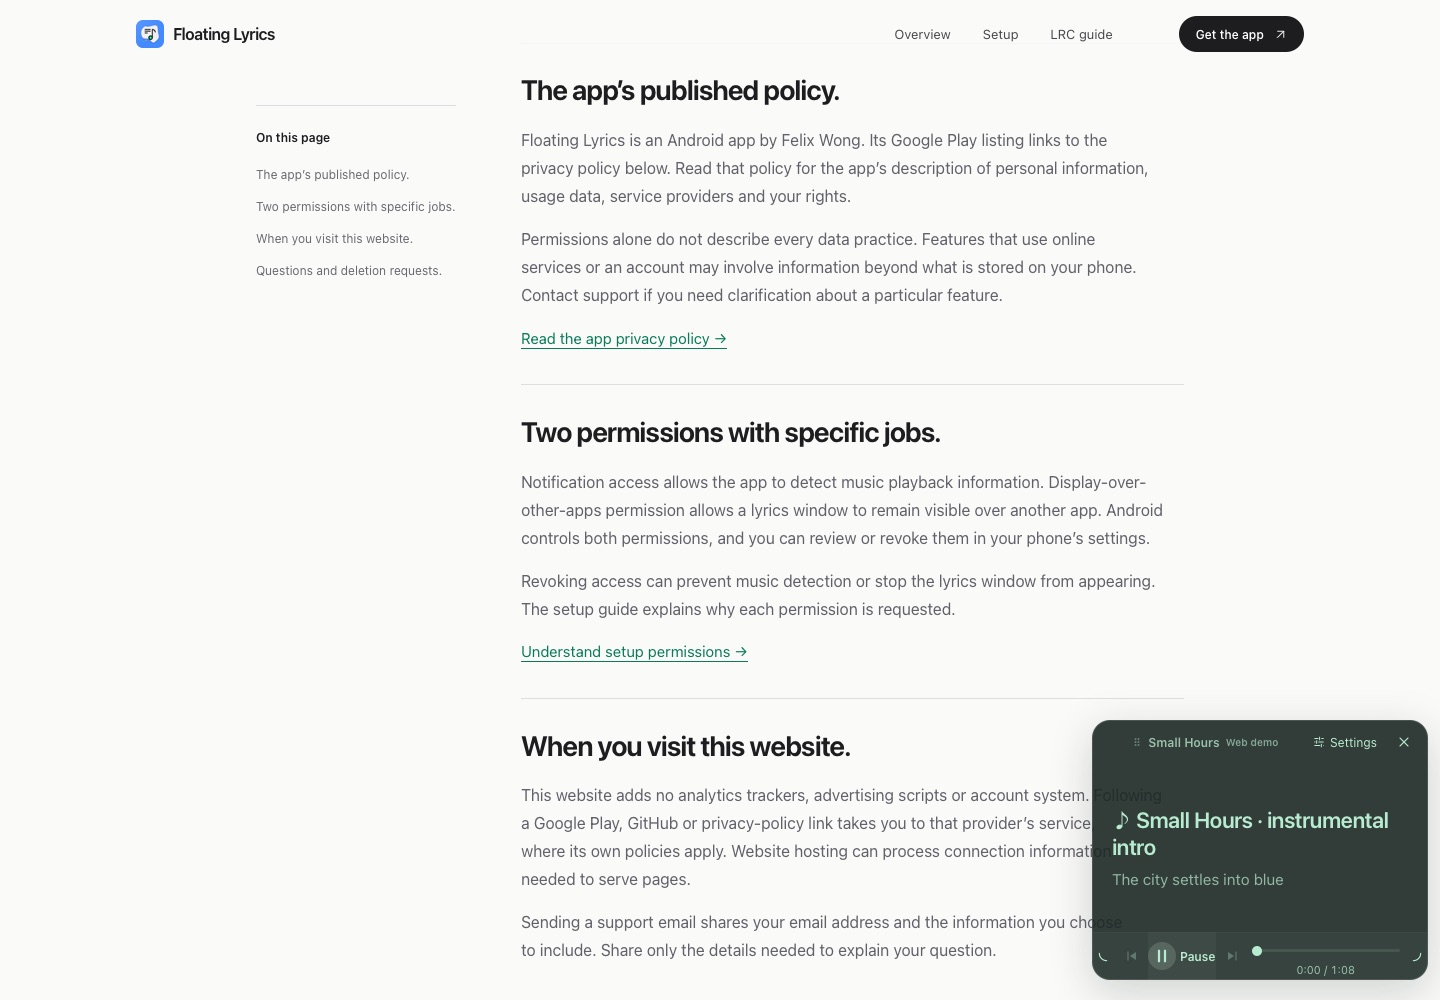 Floating Lyrics
Overview
Setup
LRC guide
Get the app
On this page
The app’s published policy.
Two permissions with specific jobs.
When you visit this website.
Questions and deletion requests.
The app’s published policy.
Floating Lyrics is an Android app by Felix Wong. Its Google Play listing links to the
privacy policy below. Read that policy for the app’s description of personal information,
usage data, service providers and your rights.
Permissions alone do not describe every data practice. Features that use online
services or an account may involve information beyond what is stored on your phone.
Contact support if you need clarification about a particular feature.
Read the app privacy policy →
Two permissions with specific jobs.
Notification access allows the app to detect music playback information. Display-over-
other-apps permission allows a lyrics window to remain visible over another app. Android
controls both permissions, and you can review or revoke them in your phone’s settings.
Revoking access can prevent music detection or stop the lyrics window from appearing.
The setup guide explains why each permission is requested.
Understand setup permissions →
When you visit this website.
This website adds no analytics trackers, advertising scripts or account system. Following
a Google Play, GitHub or privacy-policy link takes you to that provider’s service
where its own policies apply. Website hosting can process connection information
needed to serve pages.
Sending a support email shares your email address and the information you choose
to include. Share only the details needed to explain your question.
Small Hours Web demo
Settings
♪ Small Hours · instrumental
intro
The city settles into blue
Pause
0:00 / 1:08